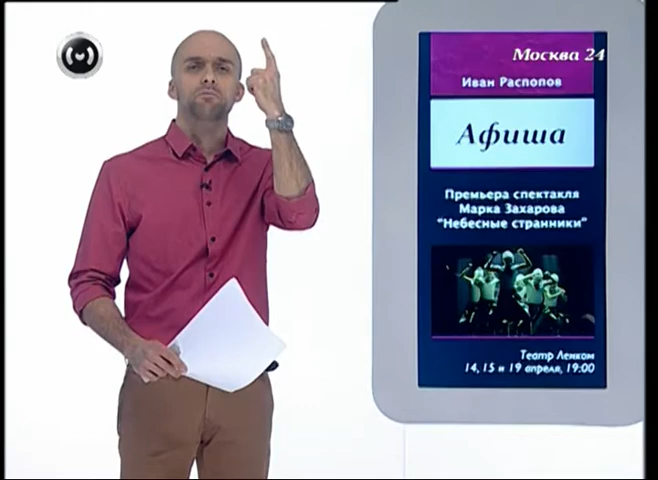 Москва 24
Иван Распопов
Афиша
Премьера спектакля
Марка Захарова
"Небесные странники"
Театр Ленком
14, 15 и 19 апреля, 19:00